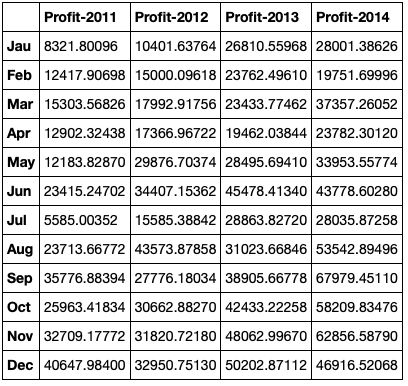 Profit-2011 Profit-2012 Profit-2013 Profit-2014
Jau 8321.80096 10401.63764 26810.55968 28001.38626
Feb 12417.90698 15000.09618 23762.49610 19751.69996
Mar 15303.56826 17992.91756 23433.77462 37357.26052
Apr 12902.32438 17366.96722 19462.03844 23782.30120
May 12183.82870 29876.70374 28495.69410 33953.55774
Jun 23415.24702 34407.15362 45478.41340 43778.60280
Jul 5585.00352 15585.38842 28863.82720 28035.87258
Aug 23713.66772 43573.87858 31023.66846 53542.89496
Sep 35776.88394 27776.18034 38905.66778 67979.45110
Oct 25963.41834 30662.88270 42433.22258 58209.83476
Nov 32709.17772 31820.72180 48062.99670 62856.58790
Dec 40647.98400 32950.75130 50202.87112 46916.52068